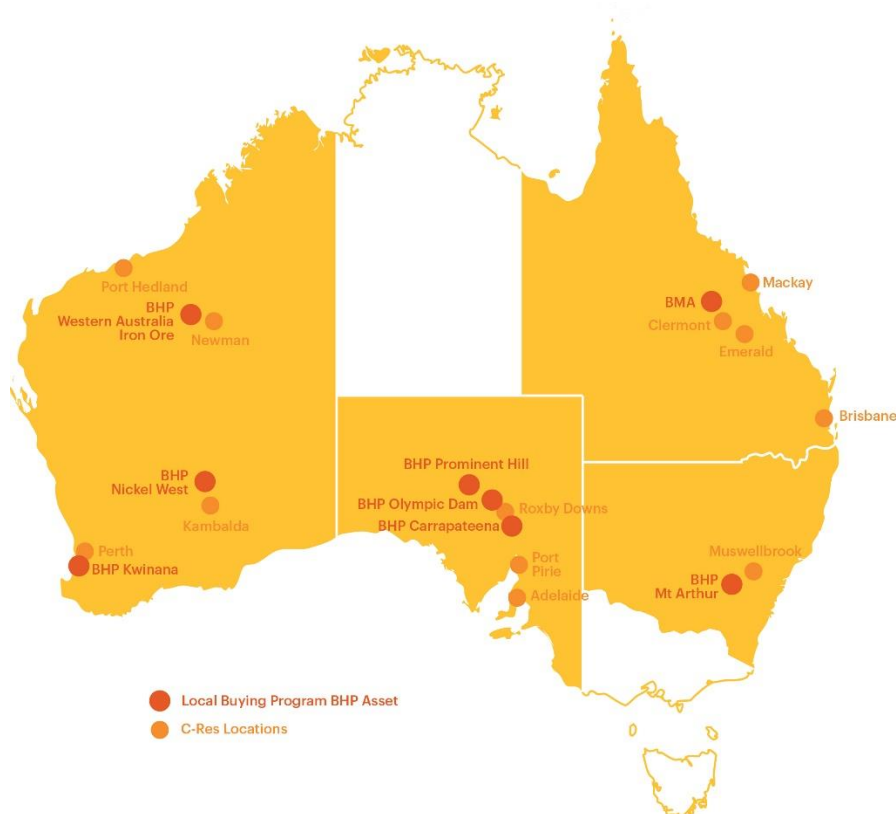 Port Hedland
BHP
Western Australia
Iron Ore
Newman
BHP
Nickel West
Kambalda
Perth
BHP Kwinana
BHP Prominent Hill
BHP Olympic Dam
Roxby Downs
BHP Carrapateena
Port
Pirie
Adelaide
Mackay
BMA
Clermont
Emerald
Brisbane
Muswellbrook
BHP
Mt Arthur
Local Buying Program BHP Asset
C-Res Locations